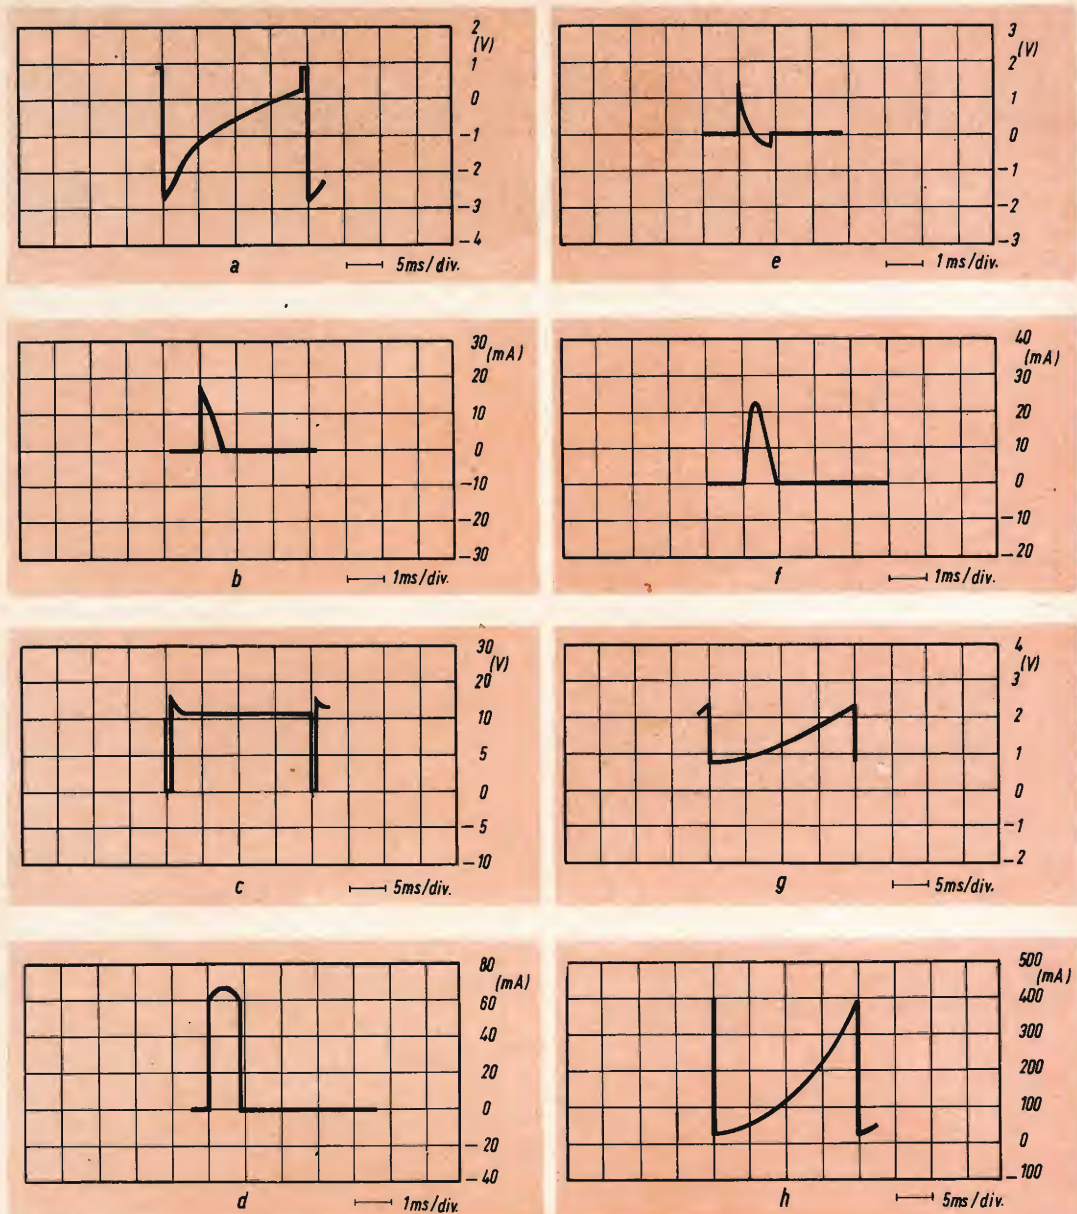 2
(V)
1
0
-1
-2
-3
-4
a
5ms/div.
3
(V)
2
1
0
-1
-2
-3
e
1ms/div.
30
(mA)
20
10
0
-10
-20
-30
b
1ms/div.
40
(mA)
30
20
10
0
-10
-20
f
1ms/div.
30
(V)
20
10
5
0
-5
-10
c
5ms/div.
4
(V)
3
2
1
0
-1
-2
g
5ms/div.
80
(mA)
60
40
20
0
-20
-40
d
1ms/div.
500
(mA)
400
300
200
100
0
-100
h
5ms/div.